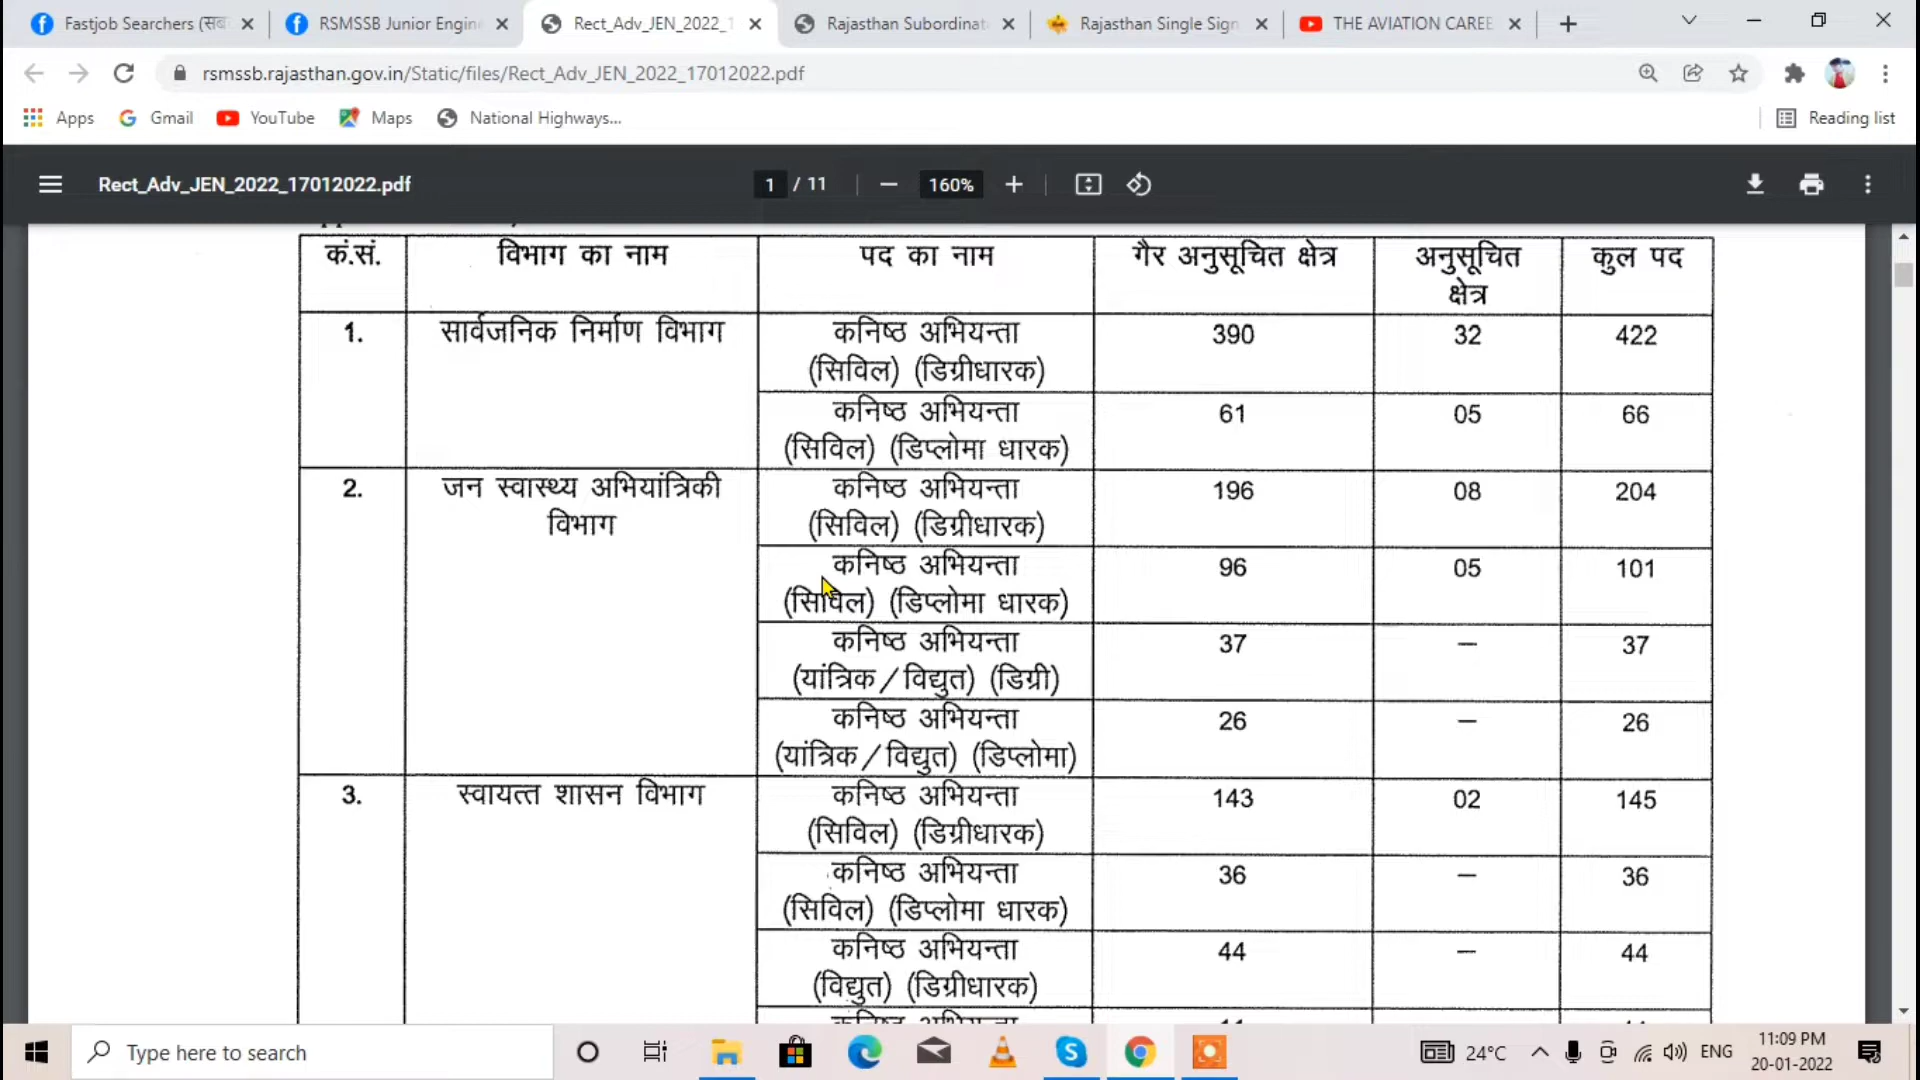 Fastjob Searchers (सब
RSMSSB Junior Engine
Rect_Adv_JEN_2022_1
Rajasthan Subordinat
Rajasthan Single Sign
THE AVIATION CAREE
rsmssb.rajasthan.gov.in/Static/files/Rect_Adv_JEN_2022_17012022.pdf
Apps Gmail YouTube Maps National Highways... Reading list
Rect_Adv_JEN_2022_17012022.pdf 1 / 11 160%
कं.सं. विभाग का नाम पद का नाम गैर अनुसूचित क्षेत्र अनुसूचित कुल पद
क्षेत्र
1. सार्वजनिक निर्माण विभाग कनिष्ठ अभियन्ता 390 32 422
(सिविल) (डिग्रीधारक)
कनिष्ठ अभियन्ता 61 05 66
(सिविल) (डिप्लोमा धारक)
2. जन स्वास्थ्य अभियांत्रिकी कनिष्ठ अभियन्ता 196 08 204
विभाग (सिविल) (डिग्रीधारक)
कनिष्ठ अभियन्ता 96 05 101
(सिविल) (डिप्लोमा धारक)
कनिष्ठ अभियन्ता 37 – 37
(यांत्रिक / विद्युत) (डिग्री)
कनिष्ठ अभियन्ता 26 – 26
(यांत्रिक / विद्युत) (डिप्लोमा)
3. स्वायत्त शासन विभाग कनिष्ठ अभियन्ता 143 02 145
(सिविल) (डिग्रीधारक)
कनिष्ठ अभियन्ता 36 – 36
(सिविल) (डिप्लोमा धारक)
कनिष्ठ अभियन्ता 44 – 44
(विद्युत) (डिग्रीधारक)
Type here to search
24°C ENG 11:09 PM
20-01-2022